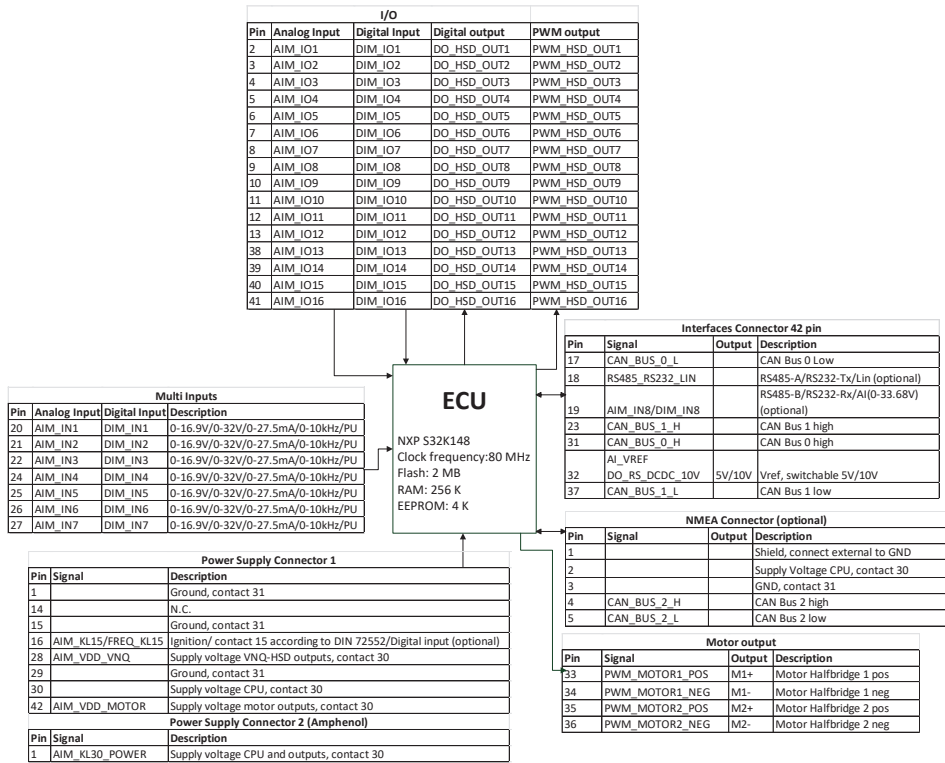 I/O
Pin Analog Input Digital Input Digital output PWM output
2 AIM_IO1 DIM_IO1 DO_HSD_OUT1 PWM_HSD_OUT1
3 AIM_IO2 DIM_IO2 DO_HSD_OUT2 PWM_HSD_OUT2
4 AIM_IO3 DIM_IO3 DO_HSD_OUT3 PWM_HSD_OUT3
5 AIM_IO4 DIM_IO4 DO_HSD_OUT4 PWM_HSD_OUT4
6 AIM_IO5 DIM_IO5 DO_HSD_OUT5 PWM_HSD_OUT5
7 AIM_IO6 DIM_IO6 DO_HSD_OUT6 PWM_HSD_OUT6
8 AIM_IO7 DIM_IO7 DO_HSD_OUT7 PWM_HSD_OUT7
9 AIM_IO8 DIM_IO8 DO_HSD_OUT8 PWM_HSD_OUT8
10 AIM_IO9 DIM_IO9 DO_HSD_OUT9 PWM_HSD_OUT9
11 AIM_IO10 DIM_IO10 DO_HSD_OUT10 PWM_HSD_OUT10
12 AIM_IO11 DIM_IO11 DO_HSD_OUT11 PWM_HSD_OUT11
13 AIM_IO12 DIM_IO12 DO_HSD_OUT12 PWM_HSD_OUT12
38 AIM_IO13 DIM_IO13 DO_HSD_OUT13 PWM_HSD_OUT13
39 AIM_IO14 DIM_IO14 DO_HSD_OUT14 PWM_HSD_OUT14
40 AIM_IO15 DIM_IO15 DO_HSD_OUT15 PWM_HSD_OUT15
41 AIM_IO16 DIM_IO16 DO_HSD_OUT16 PWM_HSD_OUT16
Multi Inputs
Pin Analog Input Digital Input Description
20 AIM_IN1 DIM_IN1 0-16.9V/0-32V/0-27.5mA/0-10kHz/PU
21 AIM_IN2 DIM_IN2 0-16.9V/0-32V/0-27.5mA/0-10kHz/PU
22 AIM_IN3 DIM_IN3 0-16.9V/0-32V/0-27.5mA/0-10kHz/PU
24 AIM_IN4 DIM_IN4 0-16.9V/0-32V/0-27.5mA/0-10kHz/PU
25 AIM_IN5 DIM_IN5 0-16.9V/0-32V/0-27.5mA/0-10kHz/PU
26 AIM_IN6 DIM_IN6 0-16.9V/0-32V/0-27.5mA/0-10kHz/PU
27 AIM_IN7 DIM_IN7 0-16.9V/0-32V/0-27.5mA/0-10kHz/PU
ECU
NXP S32K148
Clock frequency:80 MHz
Flash: 2 MB
RAM: 256 K
EEPROM: 4 K
Interfaces Connector 42 pin
Pin Signal Output Description
17 CAN_BUS_0_L CAN Bus 0 Low
18 RS485_RS232_LIN RS485-A/RS232-Tx/Lin (optional)
RS485-B/RS232-Rx/AI(0-33.68V)
19 AIM_IN8/DIM_IN8 (optional)
23 CAN_BUS_1_H CAN Bus 1 high
31 CAN_BUS_0_H CAN Bus 0 high
AI_VREF
32 DO_RS_DCDC_10V 5V/10V Vref, switchable 5V/10V
37 CAN_BUS_1_L CAN Bus 1 low
NMEA Connector (optional)
Pin Signal Output Description
1 Shield, connect external to GND
2 Supply Voltage CPU, contact 30
3 GND, contact 31
4 CAN_BUS_2_H CAN Bus 2 high
5 CAN_BUS_2_L CAN Bus 2 low
Power Supply Connector 1
Pin Signal Description
1 Ground, contact 31
14 N.C.
15 Ground, contact 31
16 AIM_KL15/FREQ_KL15 Ignition/ contact 15 according to DIN 72552/Digital input (optional)
28 AIM_VDD_VNQ Supply voltage VNQ-HSD outputs, contact 30
29 Ground, contact 31
30 Supply voltage CPU, contact 30
42 AIM_VDD_MOTOR Supply voltage motor outputs, contact 30
Power Supply Connector 2 (Amphenol)
Pin Signal Description
1 AIM_KL30_POWER Supply voltage CPU and outputs, contact 30
Motor output
Pin Signal Output Description
33 PWM_MOTOR1_POS M1+ Motor Halfbridge 1 pos
34 PWM_MOTOR1_NEG M1- Motor Halfbridge 1 neg
35 PWM_MOTOR2_POS M2+ Motor Halfbridge 2 pos
36 PWM_MOTOR2_NEG M2- Motor Halfbridge 2 neg